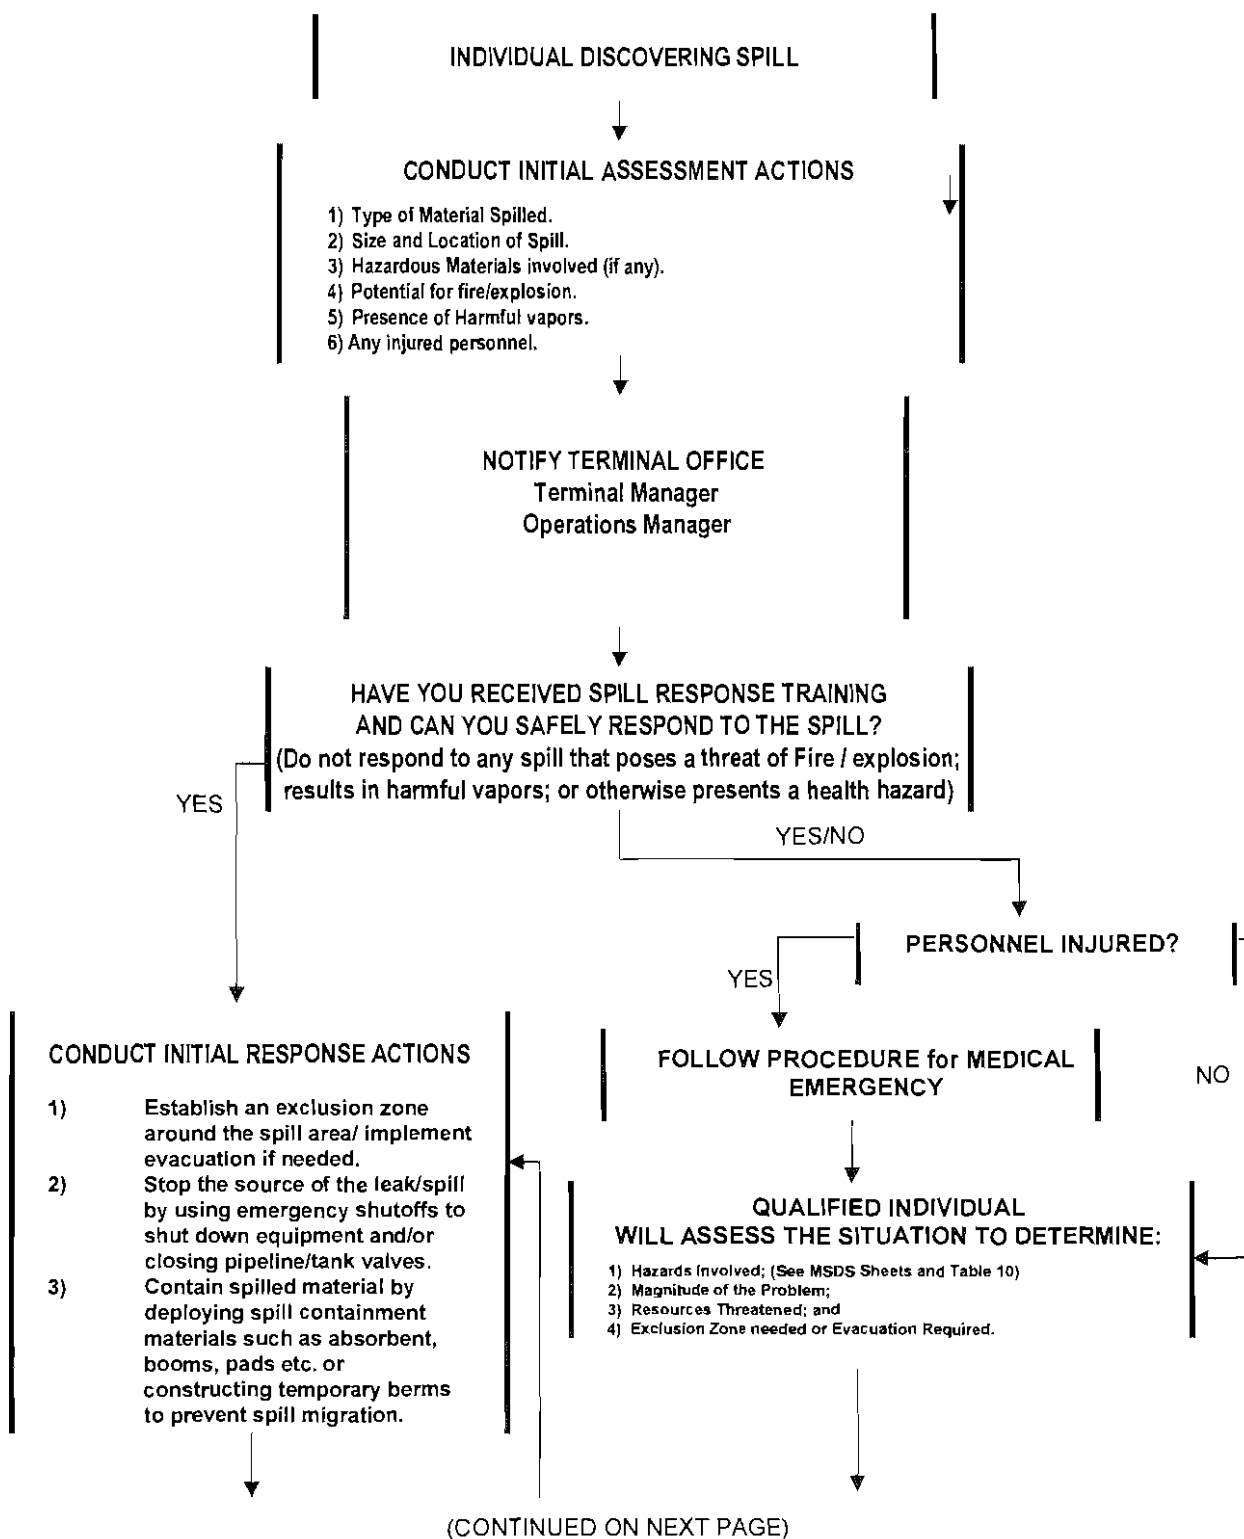 INDIVIDUAL DISCOVERING SPILL
CONDUCT INITIAL ASSESSMENT ACTIONS
1) Type of Material Spilled.
2) Size and Location of Spill.
3) Hazardous Materials involved (if any).
4) Potential for fire/explosion.
5) Presence of Harmful vapors.
6) Any injured personnel.
NOTIFY TERMINAL OFFICE
Terminal Manager
Operations Manager
HAVE YOU RECEIVED SPILL RESPONSE TRAINING
AND CAN YOU SAFELY RESPOND TO THE SPILL?
(Do not respond to any spill that poses a threat of Fire / explosion;
results in harmful vapors; or otherwise presents a health hazard)
YES
YES/NO
PERSONNEL INJURED?
YES
NO
FOLLOW PROCEDURE for MEDICAL
EMERGENCY
CONDUCT INITIAL RESPONSE ACTIONS
1) Establish an exclusion zone
around the spill area/ implement
evacuation if needed.
2) Stop the source of the leak/spill
by using emergency shutoffs to
shut down equipment and/or
closing pipeline/tank valves.
3) Contain spilled material by
deploying spill containment
materials such as absorbent,
booms, pads etc. or
constructing temporary berms
to prevent spill migration.
QUALIFIED INDIVIDUAL
WILL ASSESS THE SITUATION TO DETERMINE:
1) Hazards Involved; (See MSDS Sheets and Table 10)
2) Magnitude of the Problem;
3) Resources Threatened; and
4) Exclusion Zone needed or Evacuation Required.
(CONTINUED ON NEXT PAGE)